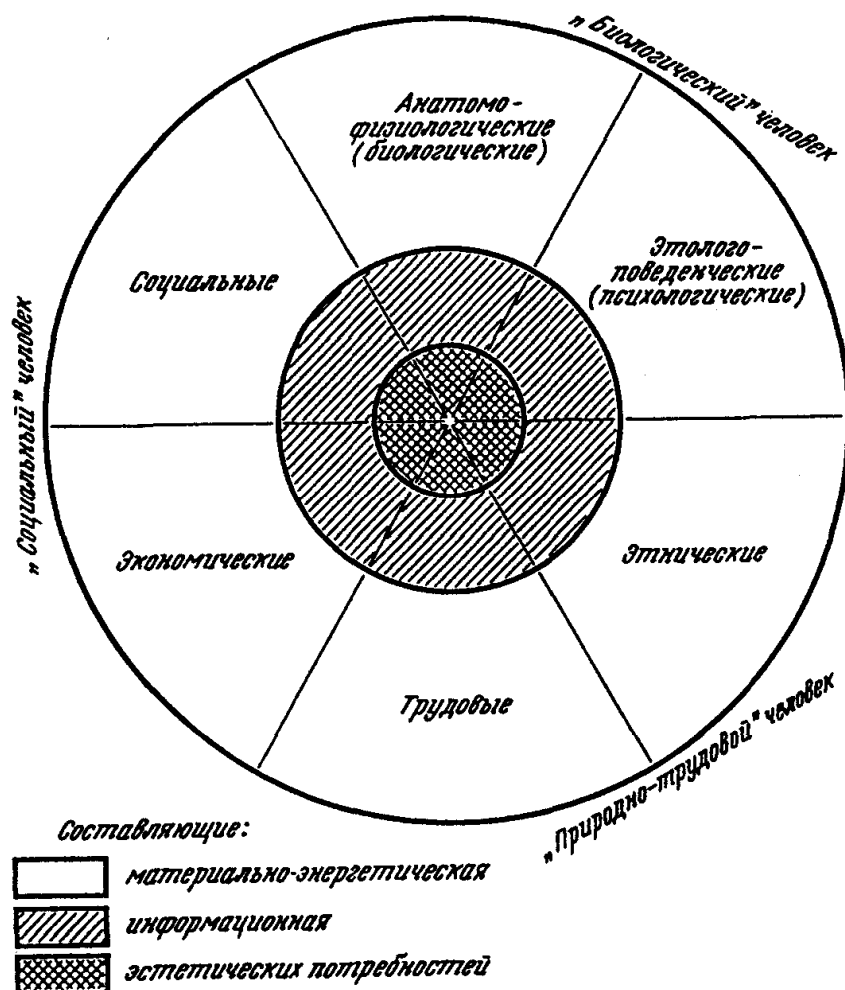 „Биологический” человек
Анатомо-
физиологические
(биологические)
Этолого-
поведенческие
(психологические)
Социальные
„Социальный” человек
Экономические
Этнические
Трудовые
„Природно-трудовой” человек
Составляющие:
материально-энергетическая
информационная
эстетических потребностей